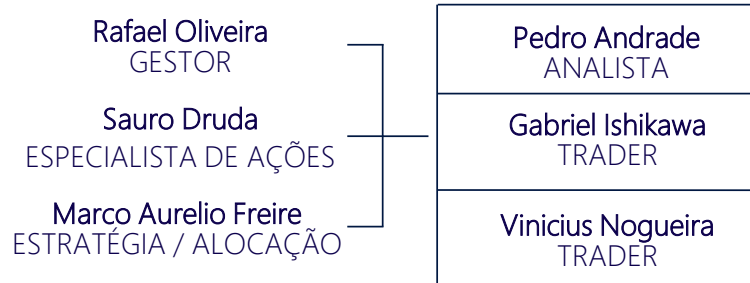 Rafael Oliveira
GESTOR
Sauro Druda
ESPECIALISTA DE AÇÕES
Marco Aurelio Freire
ESTRATÉGIA / ALOCAÇÃO
Pedro Andrade
ANALISTA
Gabriel Ishikawa
TRADER
Vinicius Nogueira
TRADER